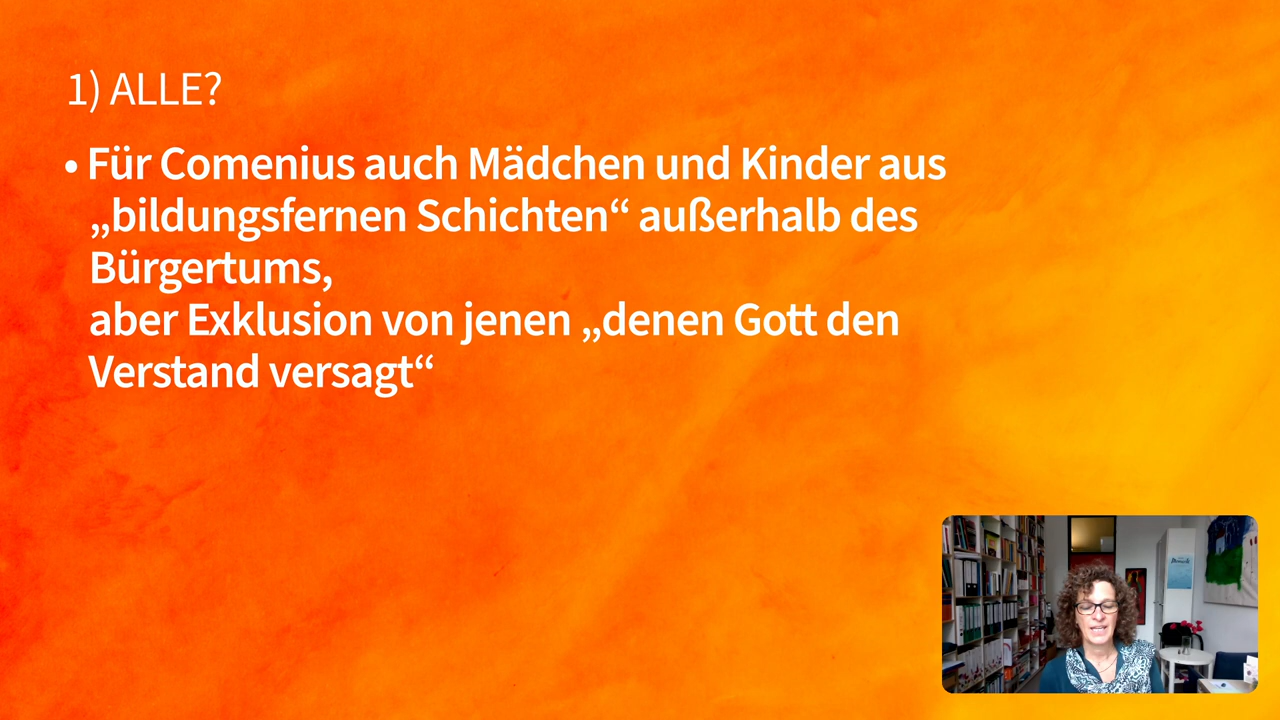 1) ALLE?
• Für Comenius auch Mädchen und Kinder aus
„bildungsfernen Schichten“ außerhalb des
Bürgertums,
aber Exklusion von jenen „denen Gott den
Verstand versagt“